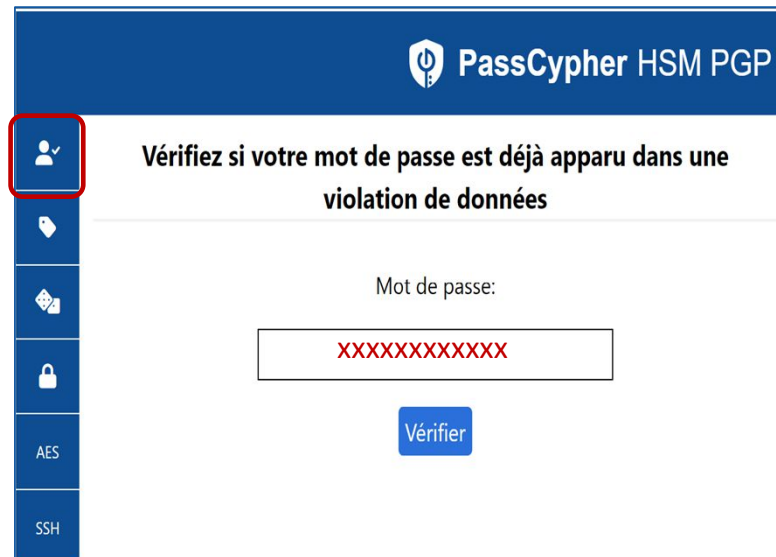 PassCypher HSM PGP
Vérifiez si votre mot de passe est déjà apparu dans une
violation de données
Mot de passe:
XXXXXXXXXXXX
Vérifier
AES
SSH